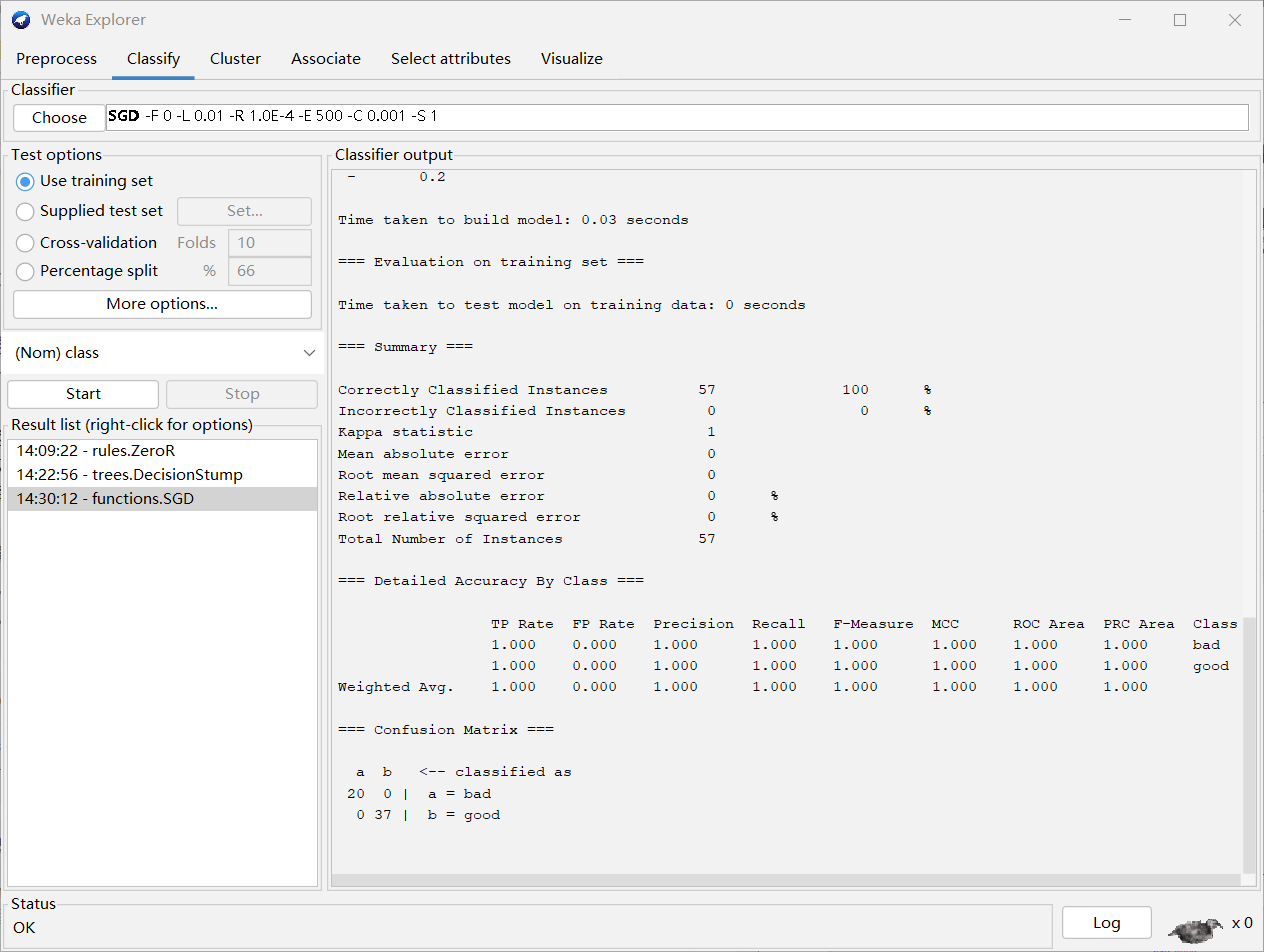 Weka Explorer
Preprocess Classify Cluster Associate Select attributes Visualize
Classifier
Choose SGD -F 0 -L 0.01 -R 1.0E-4 -E 500 -C 0.001 -S 1
Test options
Use training set
Supplied test set Set...
Cross-validation Folds 10
Percentage split % 66
More options...
(Nom) class
Start Stop
Result list (right-click for options)
14:09:22 - rules.ZeroR
14:22:56 - trees.DecisionStump
14:30:12 - functions.SGD
Classifier output
- 0.2
Time taken to build model: 0.03 seconds
=== Evaluation on training set ===
Time taken to test model on training data: 0 seconds
=== Summary ===
Correctly Classified Instances 57 100 %
Incorrectly Classified Instances 0 0 %
Kappa statistic 1
Mean absolute error 0
Root mean squared error 0
Relative absolute error 0 %
Root relative squared error 0 %
Total Number of Instances 57
=== Detailed Accuracy By Class ===
TP Rate FP Rate Precision Recall F-Measure MCC ROC Area PRC Area Class
1.000 0.000 1.000 1.000 1.000 1.000 1.000 1.000 bad
1.000 0.000 1.000 1.000 1.000 1.000 1.000 1.000 good
Weighted Avg. 1.000 0.000 1.000 1.000 1.000 1.000 1.000 1.000
=== Confusion Matrix ===
a b <-- classified as
20 0 | a = bad
0 37 | b = good
Status
OK
Log x 0